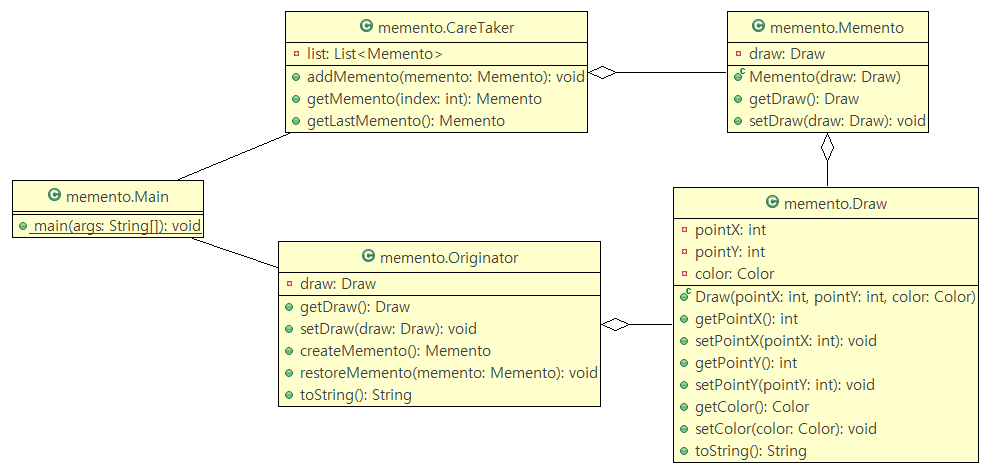 memento.CareTaker
list: List<Memento>
addMemento(memento: Memento): void
getMemento(index: int): Memento
getLastMemento(): Memento
memento.Memento
draw: Draw
Memento(draw: Draw)
getDraw(): Draw
setDraw(draw: Draw): void
memento.Main
main(args: String[]): void
memento.Originator
draw: Draw
getDraw(): Draw
setDraw(draw: Draw): void
createMemento(): Memento
restoreMemento(memento: Memento): void
toString(): String
memento.Draw
pointX: int
pointY: int
color: Color
Draw(pointX: int, pointY: int, color: Color)
getPointX(): int
setPointX(pointX: int): void
getPointY(): int
setPointY(pointY: int): void
getColor(): Color
setColor(color: Color): void
toString(): String